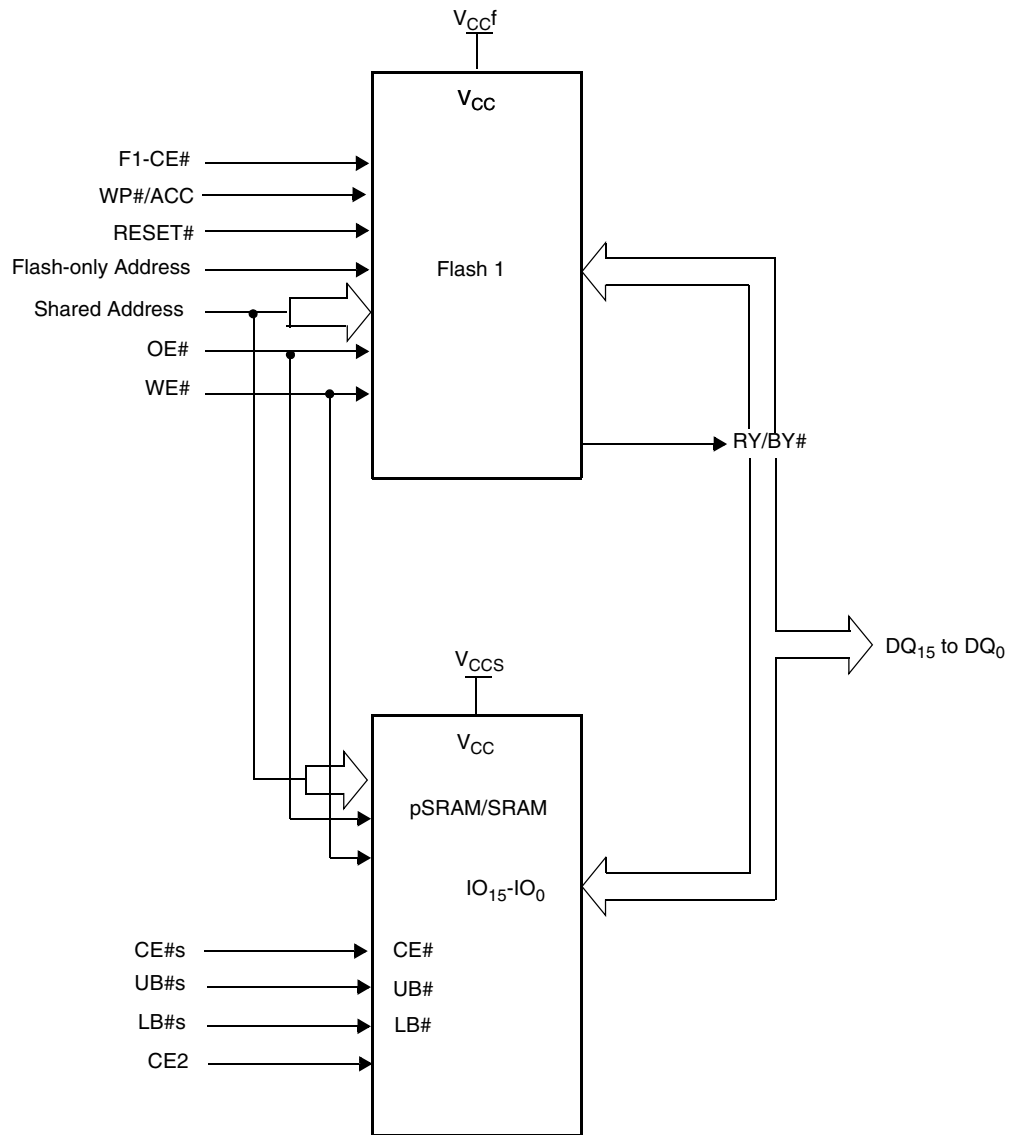 VCCf
VCC
F1-CE#
WP#/ACC
RESET#
Flash-only Address
Flash 1
Shared Address
OE#
WE#
RY/BY#
DQ15 to DQ0
VCCS
VCC
pSRAM/SRAM
IO15-IO0
CE#s
CE#
UB#s
UB#
LB#s
LB#
CE2